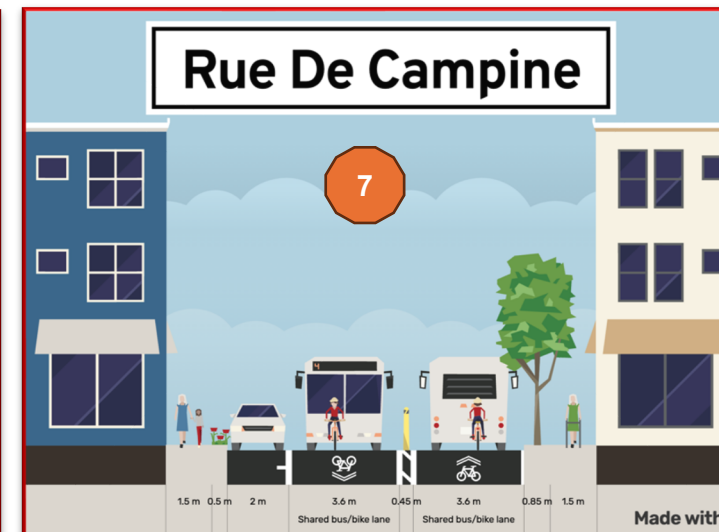 Rue De Campine
7
4
1.5 m 0.5 m 2 m 3.6 m 0.45 m 3.6 m 0.85 m 1.5 m
Shared bus/bike lane Shared bus/bike lane
Made with